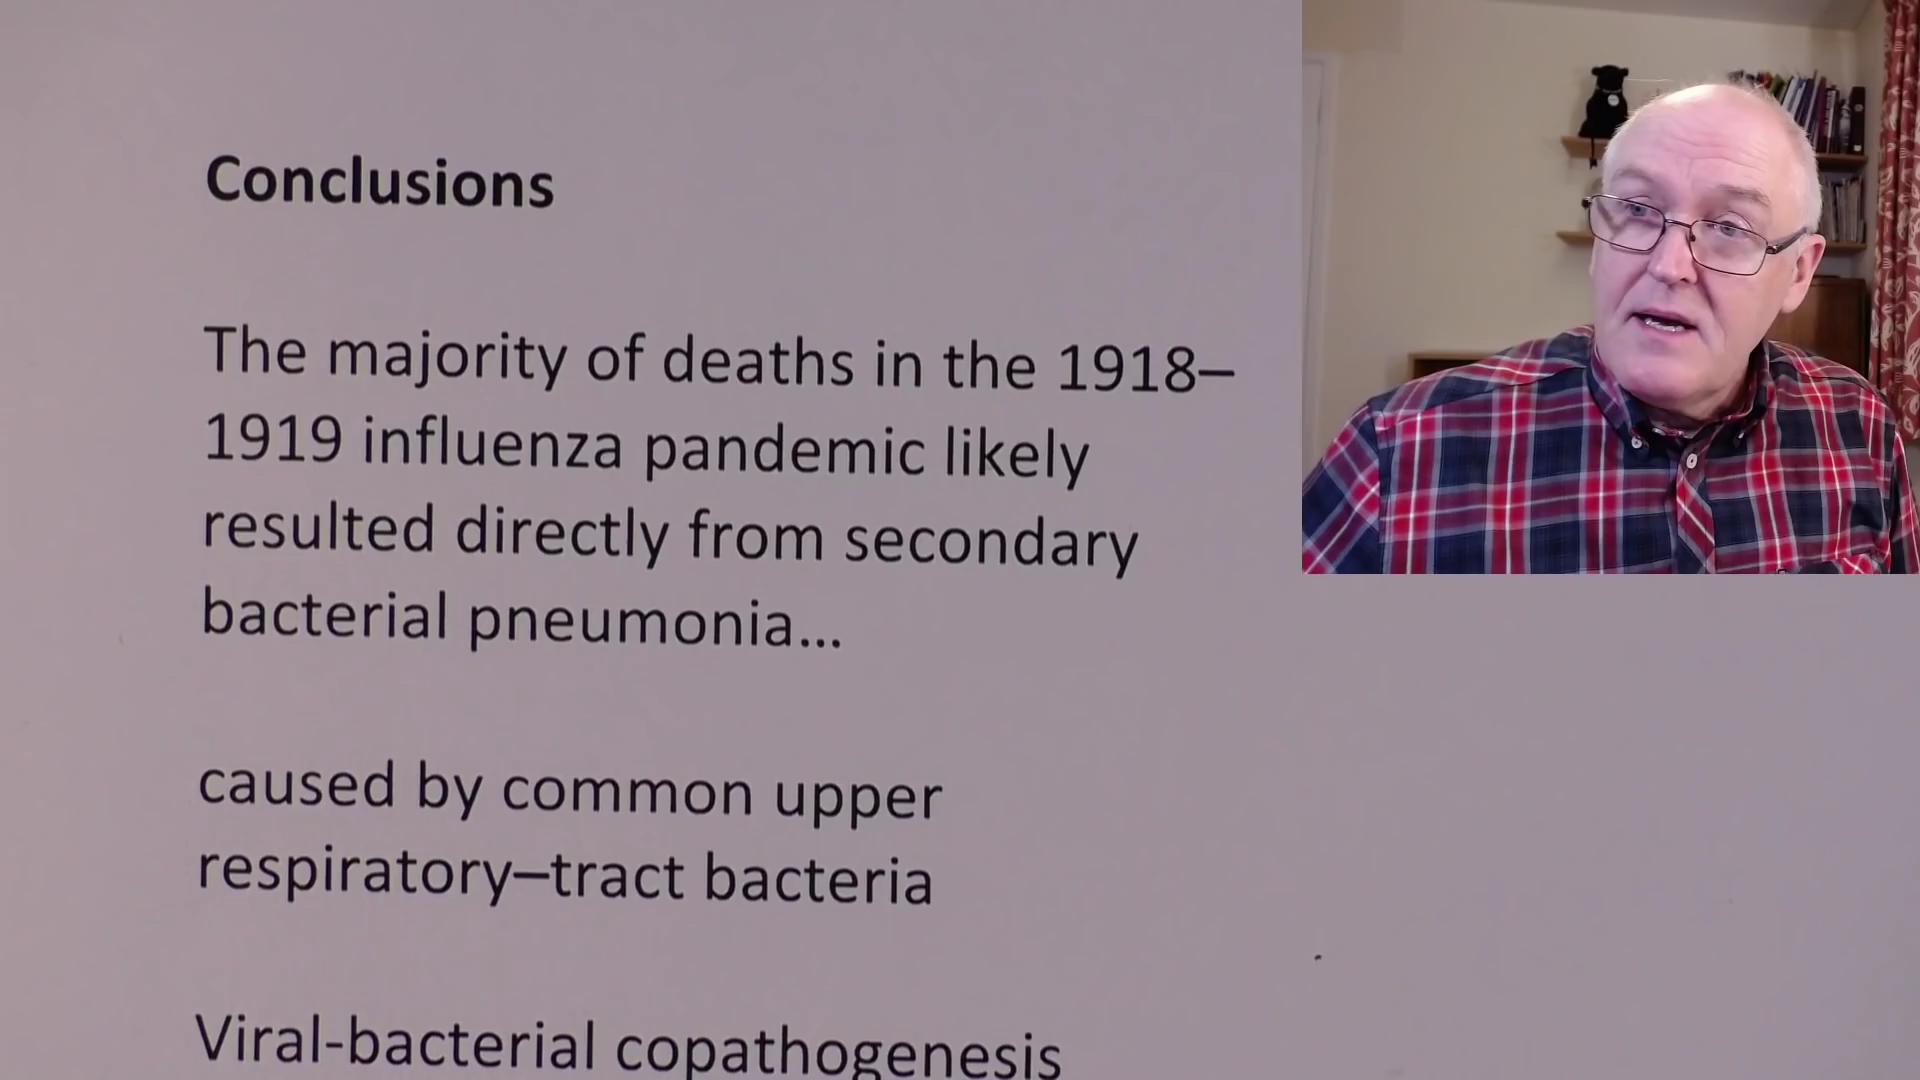 Conclusions
The majority of deaths in the 1918–
1919 influenza pandemic likely
resulted directly from secondary
bacterial pneumonia...
caused by common upper
respiratory–tract bacteria
Viral-bacterial copathogenesis